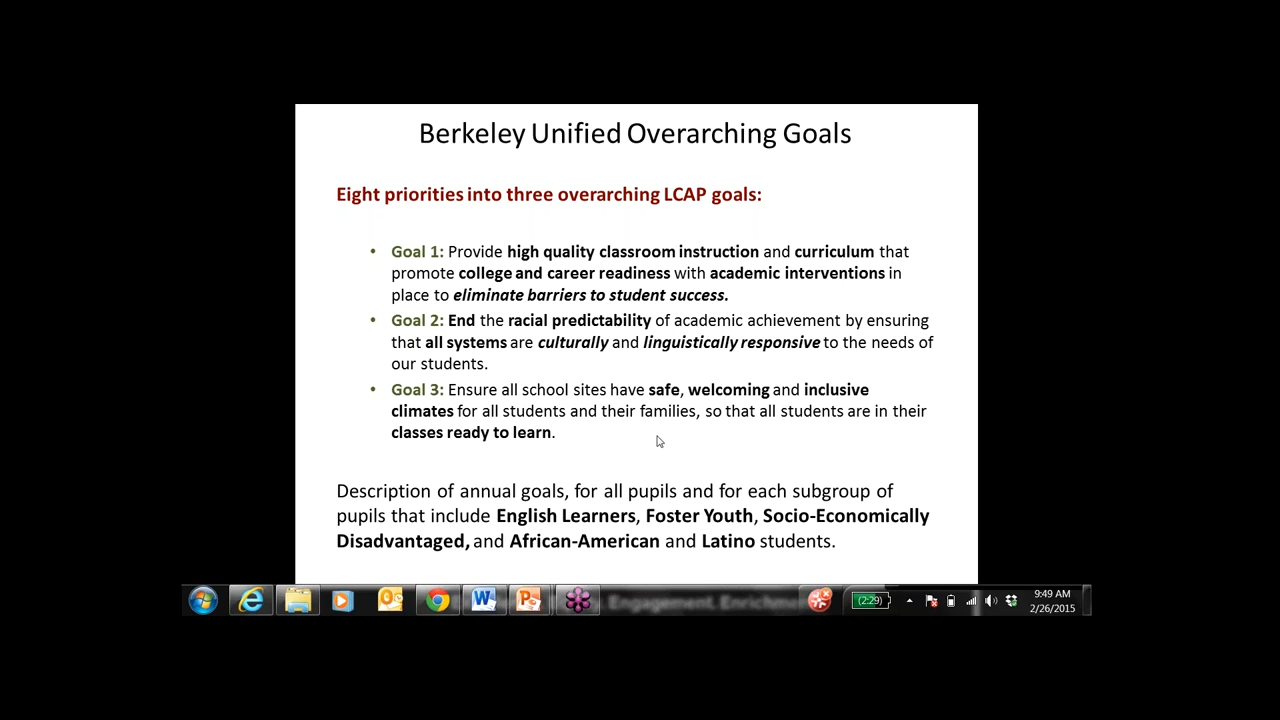 Berkeley Unified Overarching Goals
Eight priorities into three overarching LCAP goals:
• Goal 1: Provide high quality classroom instruction and curriculum that
promote college and career readiness with academic interventions in
place to eliminate barriers to student success.
• Goal 2: End the racial predictability of academic achievement by ensuring
that all systems are culturally and linguistically responsive to the needs of
our students.
• Goal 3: Ensure all school sites have safe, welcoming and inclusive
climates for all students and their families, so that all students are in their
classes ready to learn.
Description of annual goals, for all pupils and for each subgroup of
pupils that include English Learners, Foster Youth, Socio-Economically
Disadvantaged, and African-American and Latino students.
Engagement. Enrichm
(2:29)
9:49 AM
2/26/2015